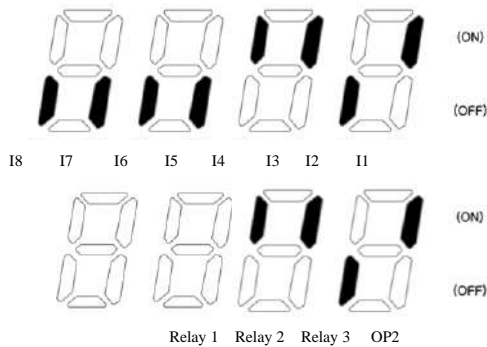 (ON)
(OFF)
I8 I7 I6 I5 I4 I3 I2 I1
(ON)
(OFF)
Relay 1 Relay 2 Relay 3 OP2